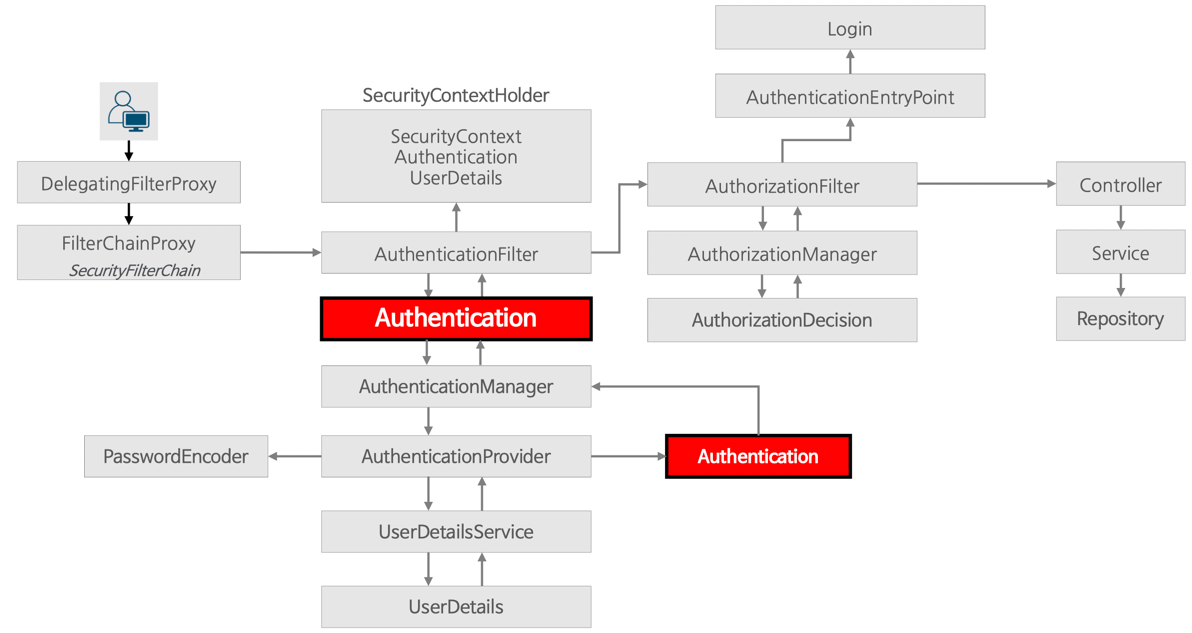 Login
AuthenticationEntryPoint
SecurityContextHolder
SecurityContext
Authentication
UserDetails
DelegatingFilterProxy
AuthorizationFilter
Controller
FilterChainProxy
SecurityFilterChain
AuthenticationFilter
AuthorizationManager
Service
Authentication
AuthorizationDecision
Repository
AuthenticationManager
PasswordEncoder
AuthenticationProvider
Authentication
UserDetailsService
UserDetails